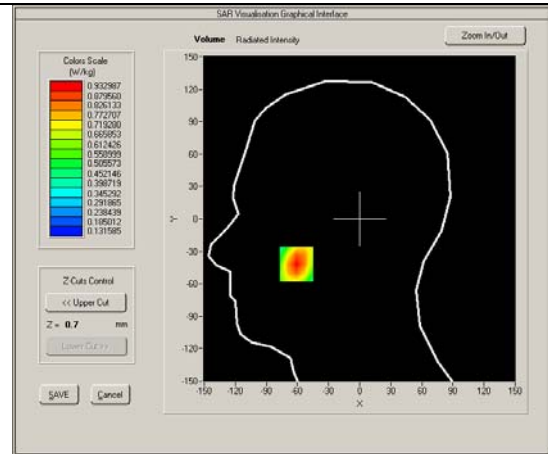 SAR Visualisation Graphical Interface
Volume Radiated Intensity
Zoom In/Out
Colors Scale
(W/kg)
0.932987
0.879560
0.826133
0.772707
0.719280
0.665853
0.612426
0.558999
0.505573
0.452146
0.398719
0.345292
0.291865
0.238439
0.185012
0.131585
Z Cuts Control
<< Upper Cut
Z = 0.7 mm
Lower Cut >>
SAVE Cancel
150
120
90
60
30
0
-30
-60
-90
-120
-150
Y
-150 -120 -90 -60 -30 0 30 60 90 120 150
X